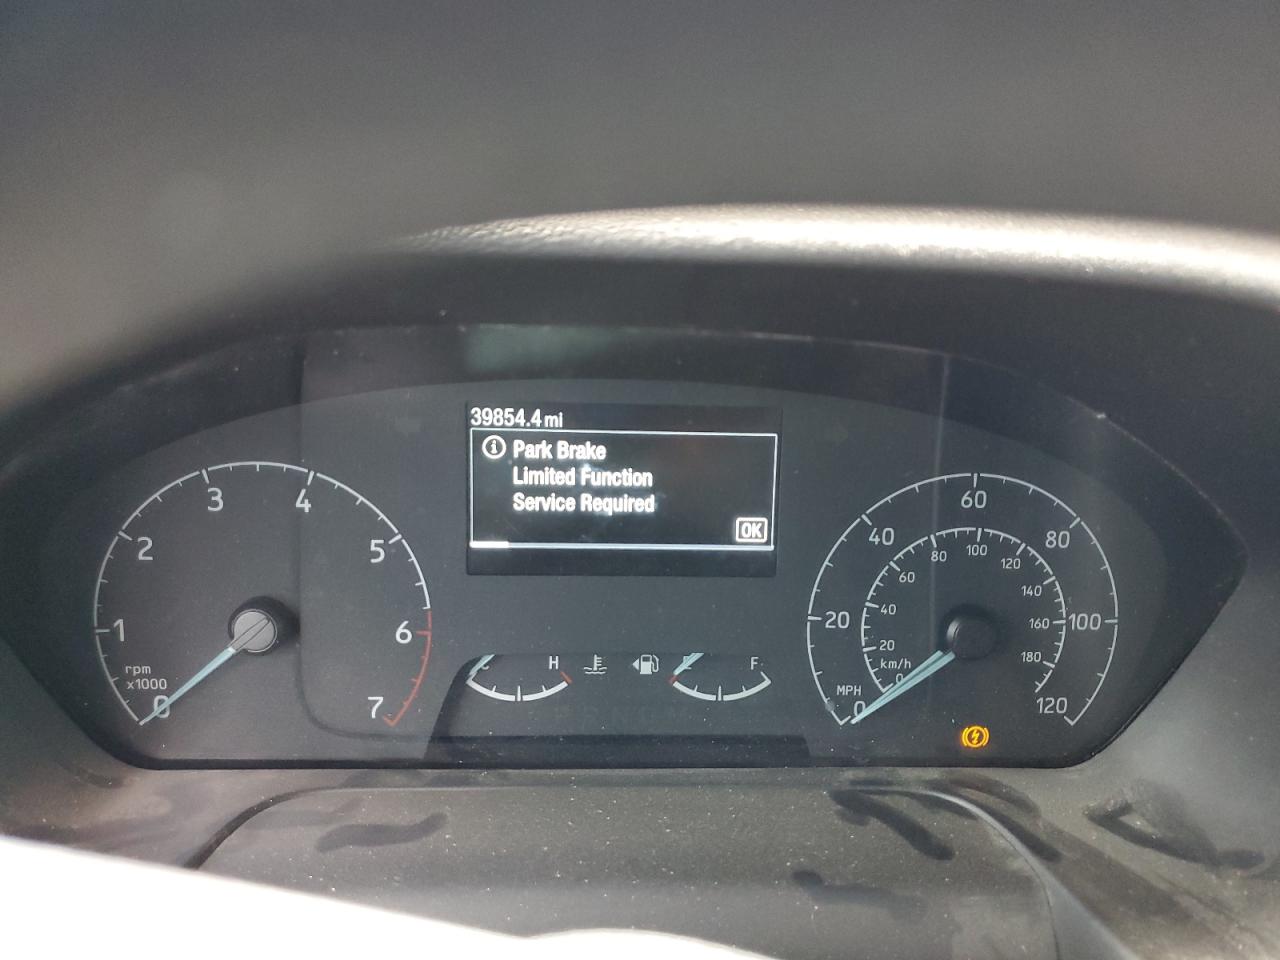 39854.4 mi
i Park Brake
Limited Function
Service Required
OK
0 1 2 3 4 5 6 7
rpm
x1000
C H
E F
0 20 40 60 80 100 120
MPH
0 20 40 60 80 100 120 140 160 180
km/h